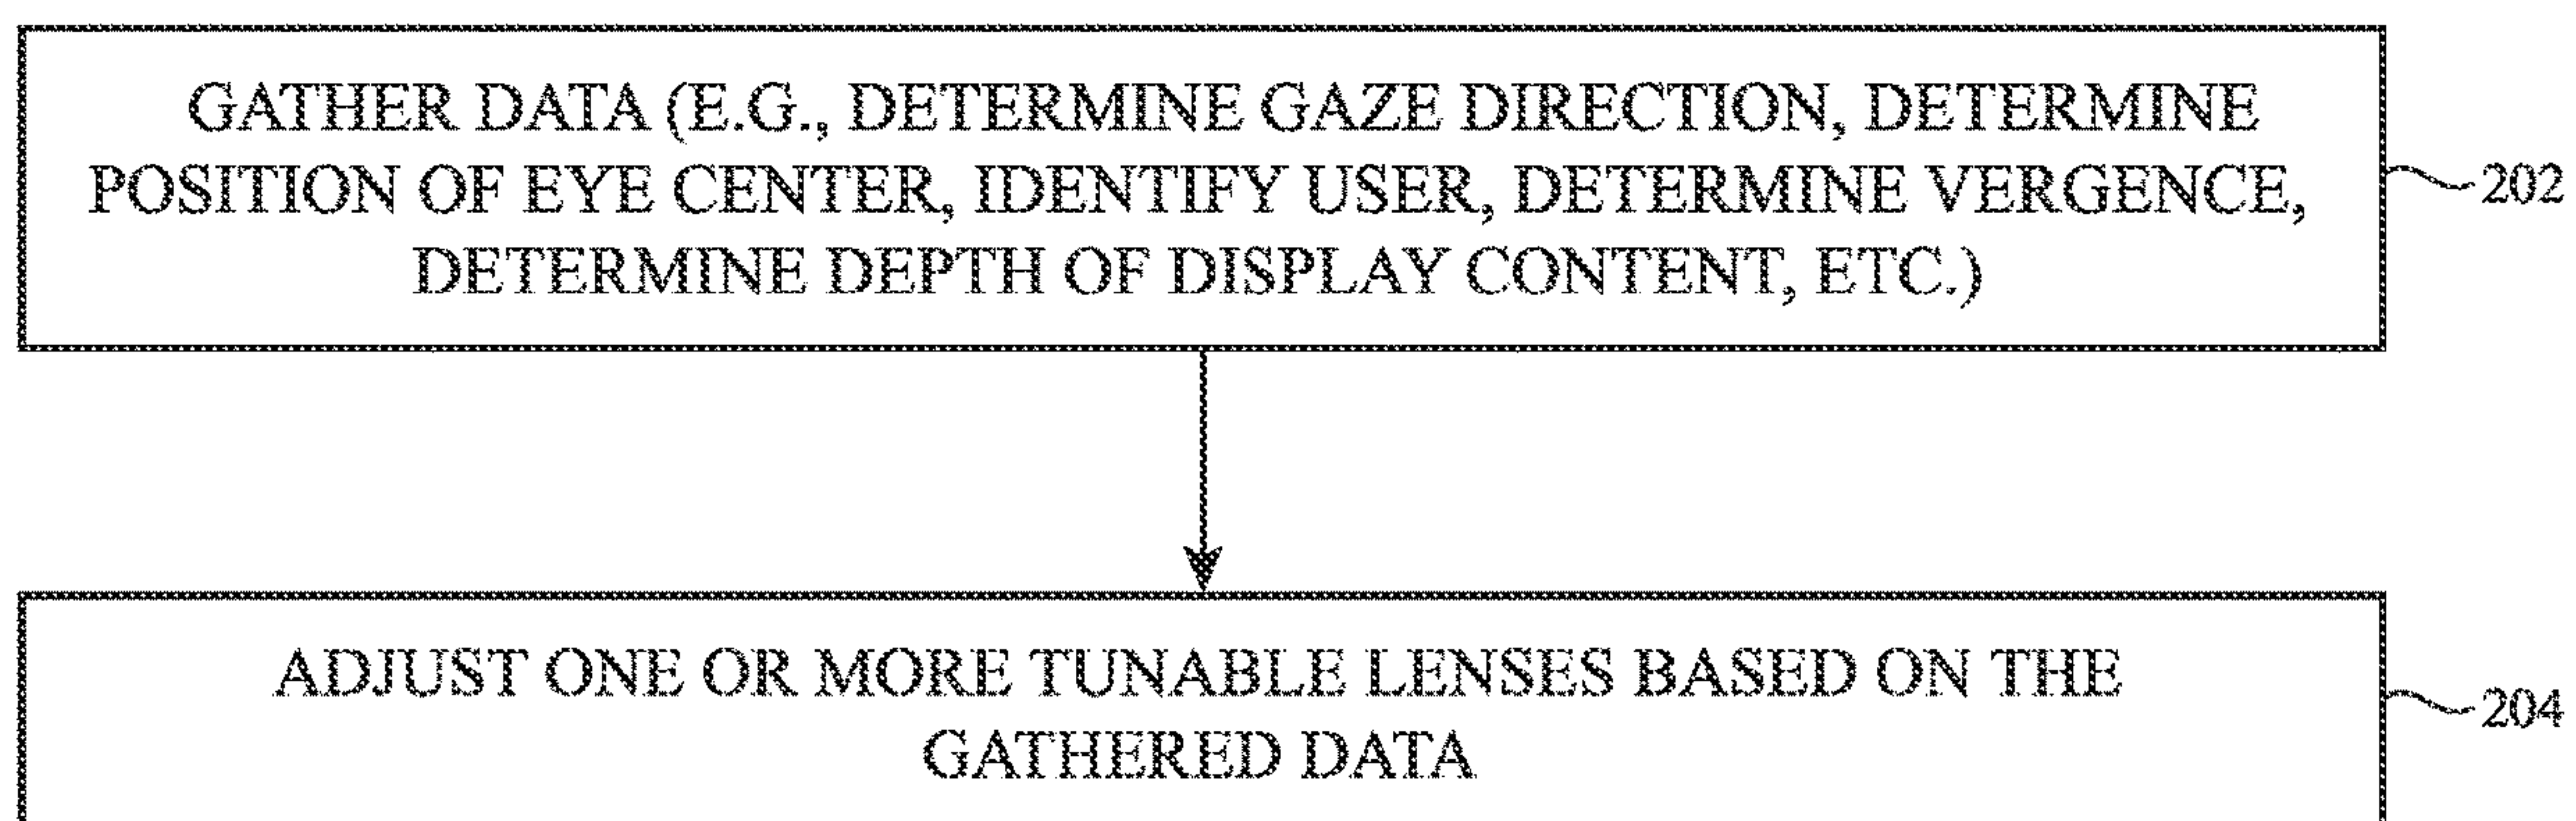 GATHER DATA (E.G., DETERMINE GAZE DIRECTION, DETERMINE
POSITION OF EYE CENTER, IDENTIFY USER, DETERMINE VERGENCE,
DETERMINE DEPTH OF DISPLAY CONTENT, ETC.)
202
ADJUST ONE OR MORE TUNABLE LENSES BASED ON THE
GATHERED DATA
204